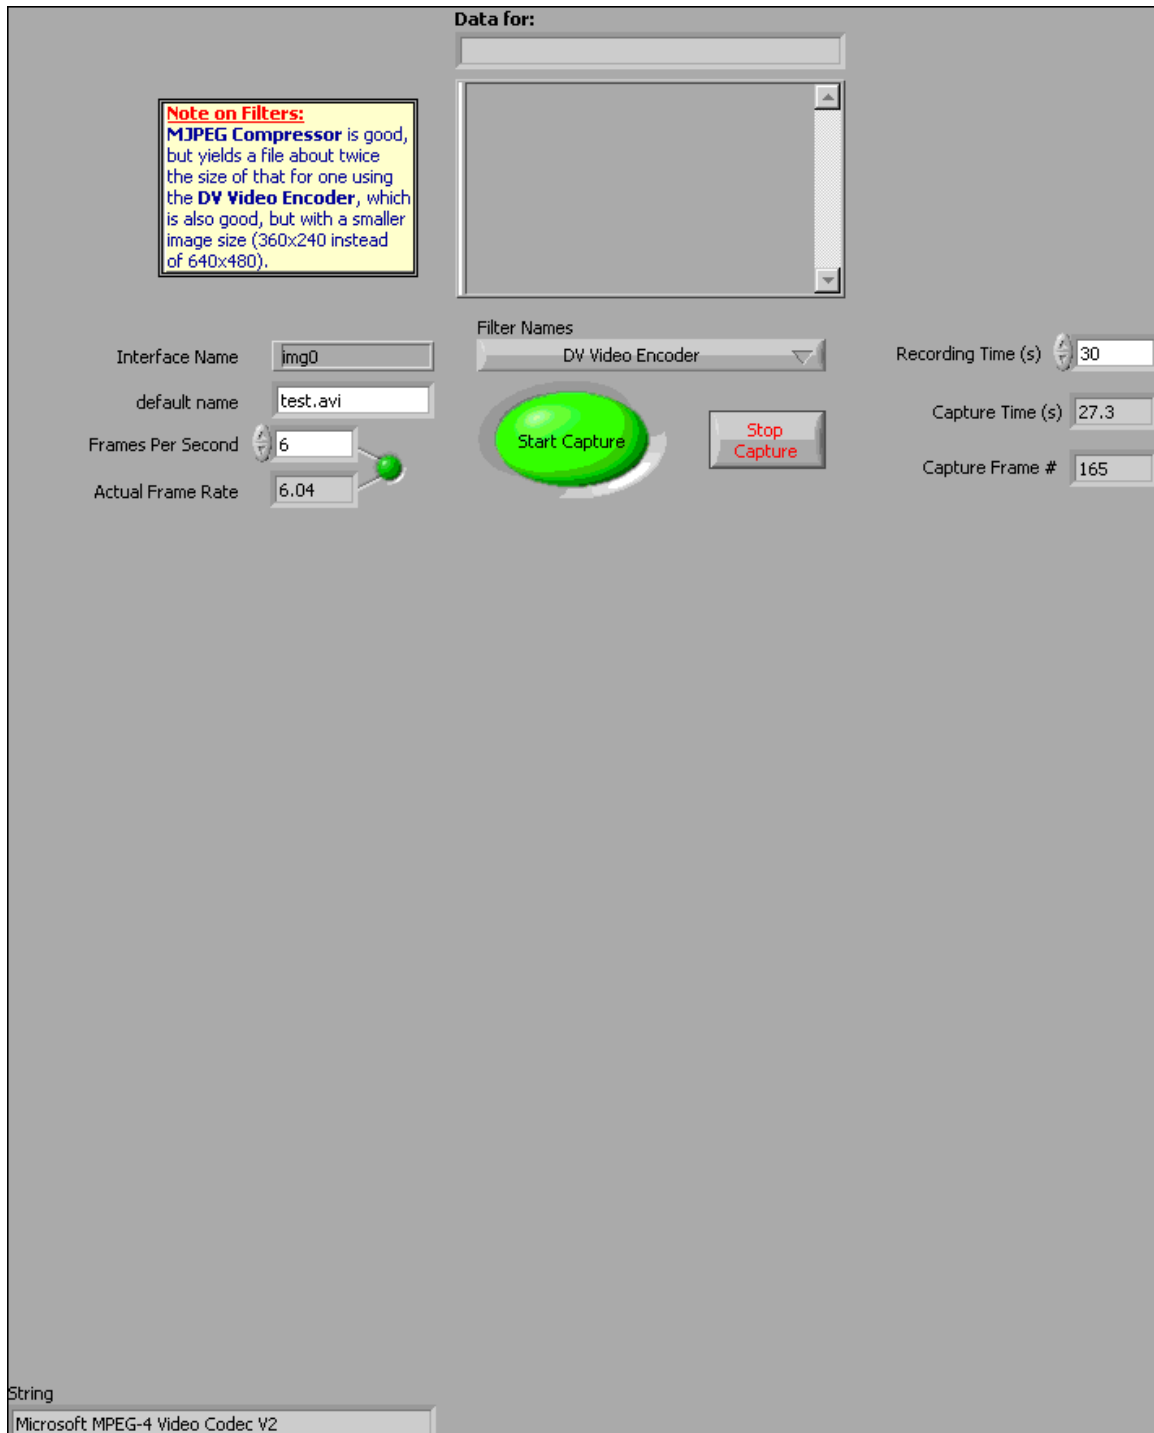 Data for:
Note on Filters:
MJPEG Compressor is good,
but yields a file about twice
the size of that for one using
the DV Video Encoder, which
is also good, but with a smaller
image size (360x240 instead
of 640x480).
Filter Names
Interface Name img0
DV Video Encoder
Recording Time (s) 30
default name test.avi
Capture Time (s) 27.3
Frames Per Second 6
Start Capture
Stop
Capture
Capture Frame # 165
Actual Frame Rate 6.04
String
Microsoft MPEG-4 Video Codec V2